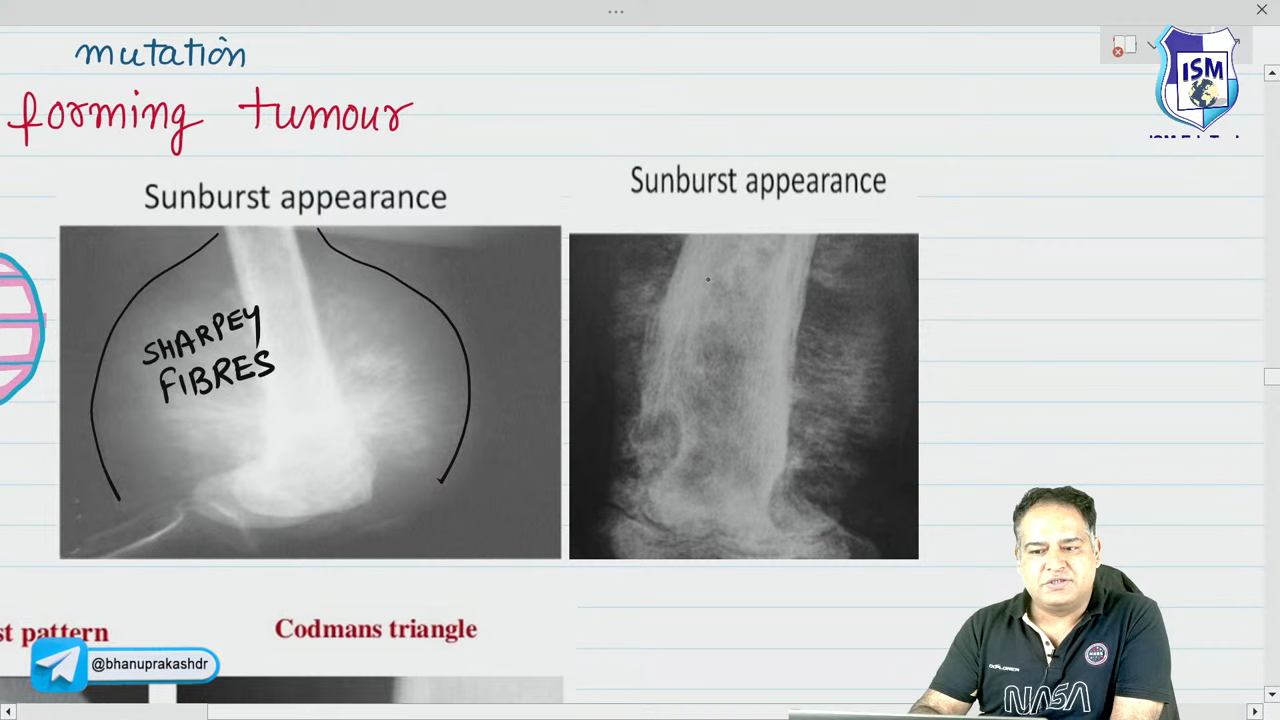 mutation
forming tumour
ISM
Sunburst appearance
Sunburst appearance
SHARPEY
FIBRES
st pattern
Codmans triangle
@bhanuprakashdr
NASA